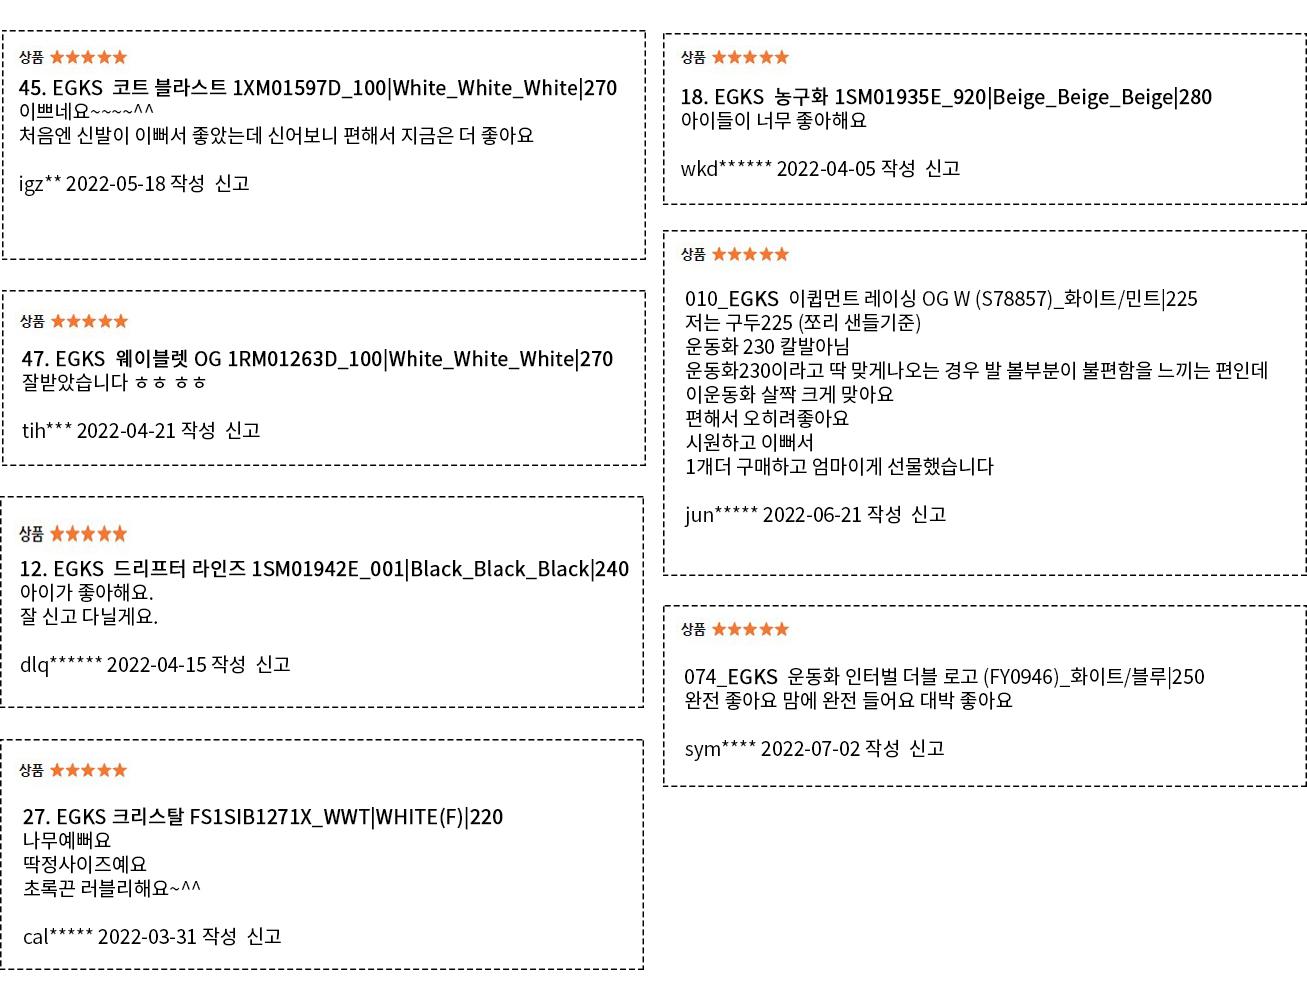 상품 ★★★★★
45. EGKS 코트 블라스트 1XM01597D_100|White_White_White|270
이쁘네요~~~~^^
처음엔 신발이 이뻐서 좋았는데 신어보니 편해서 지금은 더 좋아요
igz** 2022-05-18 작성 신고
상품 ★★★★★
47. EGKS 웨이블렛 OG 1RM01263D_100|White_White_White|270
잘받았습니다 ㅎㅎ ㅎㅎ
tih*** 2022-04-21 작성 신고
상품 ★★★★★
12. EGKS 드리프터 라인즈 1SM01942E_001|Black_Black_Black|240
아이가 좋아해요.
잘 신고 다닐게요.
dlq****** 2022-04-15 작성 신고
상품 ★★★★★
27. EGKS 크리스탈 FS1SIB1271X_WWT|WHITE(F)|220
나무예뻐요
딱정사이즈예요
초록끈 러블리해요~^^
cal***** 2022-03-31 작성 신고
상품 ★★★★★
18. EGKS 농구화 1SM01935E_920|Beige_Beige_Beige|280
아이들이 너무 좋아해요
wkd****** 2022-04-05 작성 신고
상품 ★★★★★
010_EGKS 이큅먼트 레이싱 OG W (S78857)_화이트/민트|225
저는 구두225 (쪼리 샌들기준)
운동화 230 칼발아님
운동화230이라고 딱 맞게나오는 경우 발 볼부분이 불편함을 느끼는 편인데
이운동화 살짝 크게 맞아요
편해서 오히려좋아요
시원하고 이뻐서
1개더 구매하고 엄마이게 선물했습니다
jun***** 2022-06-21 작성 신고
상품 ★★★★★
074_EGKS 운동화 인터벌 더블 로고 (FY0946)_화이트/블루|250
완전 좋아요 맘에 완전 들어요 대박 좋아요
sym**** 2022-07-02 작성 신고